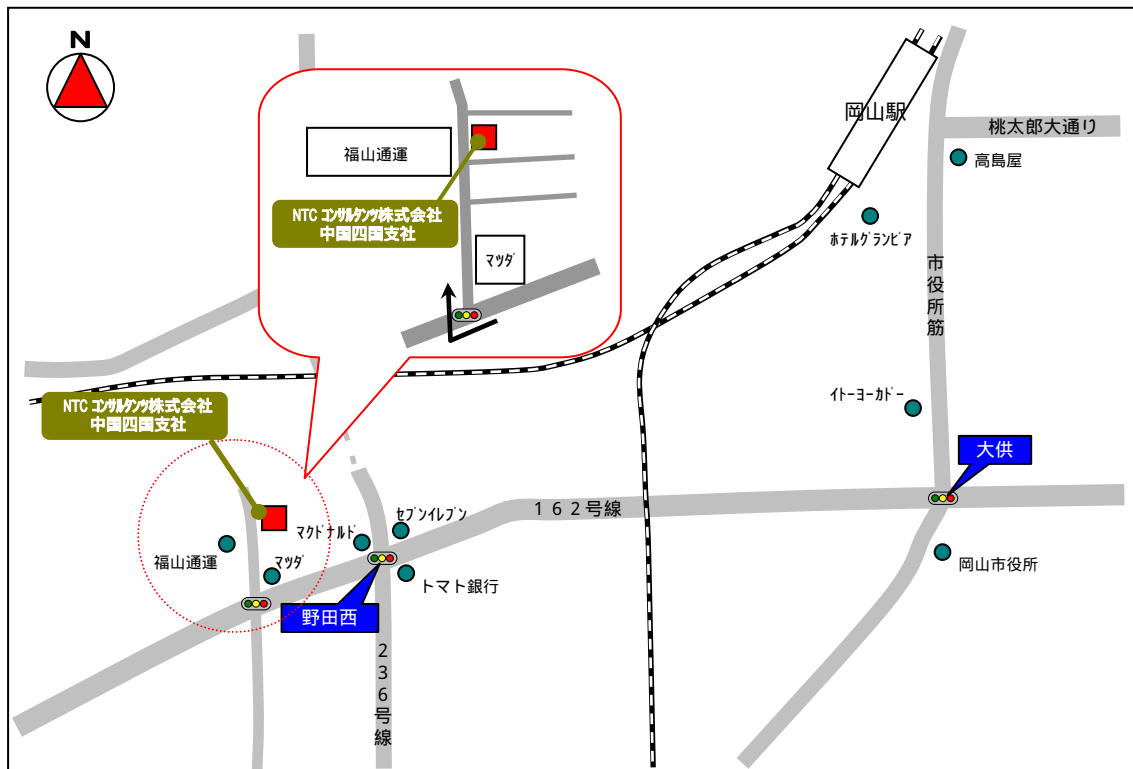 N
岡山駅
桃太郎大通り
高島屋
福山通運
NTC ｺﾝｻﾙﾀﾝﾂ株式会社
中国四国支社
ﾏﾂﾀﾞ
ﾎﾃﾙｸﾞﾗﾝﾋﾞｱ
市役所筋
ｲﾄｰﾖｰｶﾄﾞｰ
NTC ｺﾝｻﾙﾀﾝﾂ株式会社
中国四国支社
大供
１６２号線
ｾﾌﾞﾝｲﾚﾌﾞﾝ
ﾏｸﾄﾞﾅﾙﾄﾞ
福山通運
ﾏﾂﾀﾞ
トマト銀行
岡山市役所
野田西
２３６号線